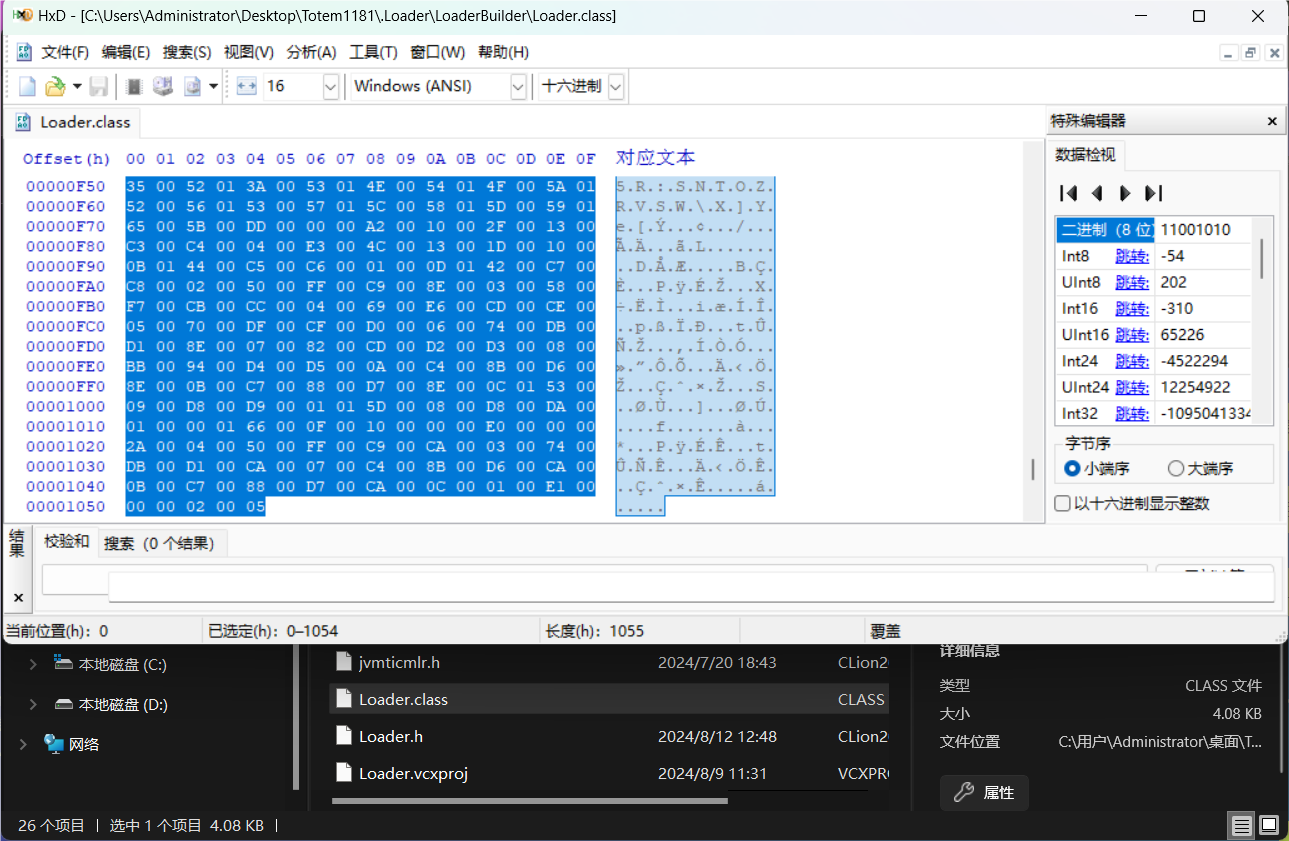 HxD - [C:\Users\Administrator\Desktop\Totem1181\.Loader\LoaderBuilder\Loader.class]
文件(F) 编辑(E) 搜索(S) 视图(V) 分析(A) 工具(T) 窗口(W) 帮助(H)
16 Windows (ANSI) 十六进制
Loader.class
Offset(h) 00 01 02 03 04 05 06 07 08 09 0A 0B 0C 0D 0E 0F 对应文本
00000F50 35 00 52 01 3A 00 53 01 4E 00 54 01 4F 00 5A 01 5.R.:.S.N.T.O.Z.
00000F60 52 00 56 01 53 00 57 01 5C 00 58 01 5D 00 59 01 R.V.S.W.\.X.].Y.
00000F70 65 00 5B 00 DD 00 00 00 A2 00 10 00 2F 00 13 00 e.[.Ý...¢.../...
00000F80 C3 00 C4 00 04 00 E3 00 4C 00 13 01 1D 00 10 00 Ã.Ä...ã.L.......
00000F90 0B 01 44 00 C5 00 C6 00 01 00 0D 01 42 00 C7 00 ..D.Å.Æ.....B.Ç.
00000FA0 C8 00 02 00 50 00 FF 00 C9 00 8E 00 03 00 58 00 È...P.ÿ.É.Ž...X.
00000FB0 F7 00 CB 00 CC 00 04 00 69 00 E6 00 CD 00 CE 00 ÷.Ë.Ì...i.æ.Í.Î.
00000FC0 05 00 70 00 DF 00 CF 00 D0 00 06 00 74 00 DB 00 ..p.ß.Ï.Ð...t.Û.
00000FD0 D1 00 8E 00 07 00 82 00 CD 00 D2 00 D3 00 08 00 Ñ.Ž...‚.Í.Ò.Ó...
00000FE0 BB 00 94 00 D4 00 D5 00 0A 00 C4 00 8B 00 D6 00 ».”.Ô.Õ...Ä.‹.Ö.
00000FF0 8E 00 0B 00 C7 00 88 00 D7 00 8E 00 0C 01 53 00 Ž...Ç.ˆ.×.Ž...S.
00001000 09 00 D8 00 D9 00 01 01 5D 00 08 00 D8 00 DA 00 ..Ø.Ù...]...Ø.Ú.
00001010 01 00 00 01 66 00 0F 00 10 00 00 00 E0 00 00 00 ....f.......à...
00001020 2A 00 04 00 50 00 FF 00 C9 00 CA 00 03 00 74 00 *...P.ÿ.É.Ê...t.
00001030 DB 00 D1 00 CA 00 07 00 C4 00 8B 00 D6 00 CA 00 Û.Ñ.Ê...Ä.‹.Ö.Ê.
00001040 0B 00 C7 00 88 00 D7 00 CA 00 0C 00 01 00 E1 00 ..Ç.ˆ.×.Ê.....á.
00001050 00 00 02 00 05 .....
特殊编辑器
数据检视
二进制（8 位） 11001010
Int8 跳转: -54
UInt8 跳转: 202
Int16 跳转: -310
UInt16 跳转: 65226
Int24 跳转: -4522294
UInt24 跳转: 12254922
Int32 跳转: -1095041334
字节序
小端序 大端序
以十六进制显示整数
结果
校验和 搜索（0 个结果）
当前位置(h): 0 已选定(h): 0–1054 长度(h): 1055 覆盖
本地磁盘 (C:)
本地磁盘 (D:)
网络
jvmticmlr.h 2024/7/20 18:43 CLion2
Loader.class CLASS
Loader.h 2024/8/12 12:48 CLion2
Loader.vcxproj 2024/8/9 11:31 VCXPR
详细信息
类型 CLASS 文件
大小 4.08 KB
文件位置 C:\用户\Administrator\桌面\T...
属性
26 个项目 | 选中 1 个项目 4.08 KB |